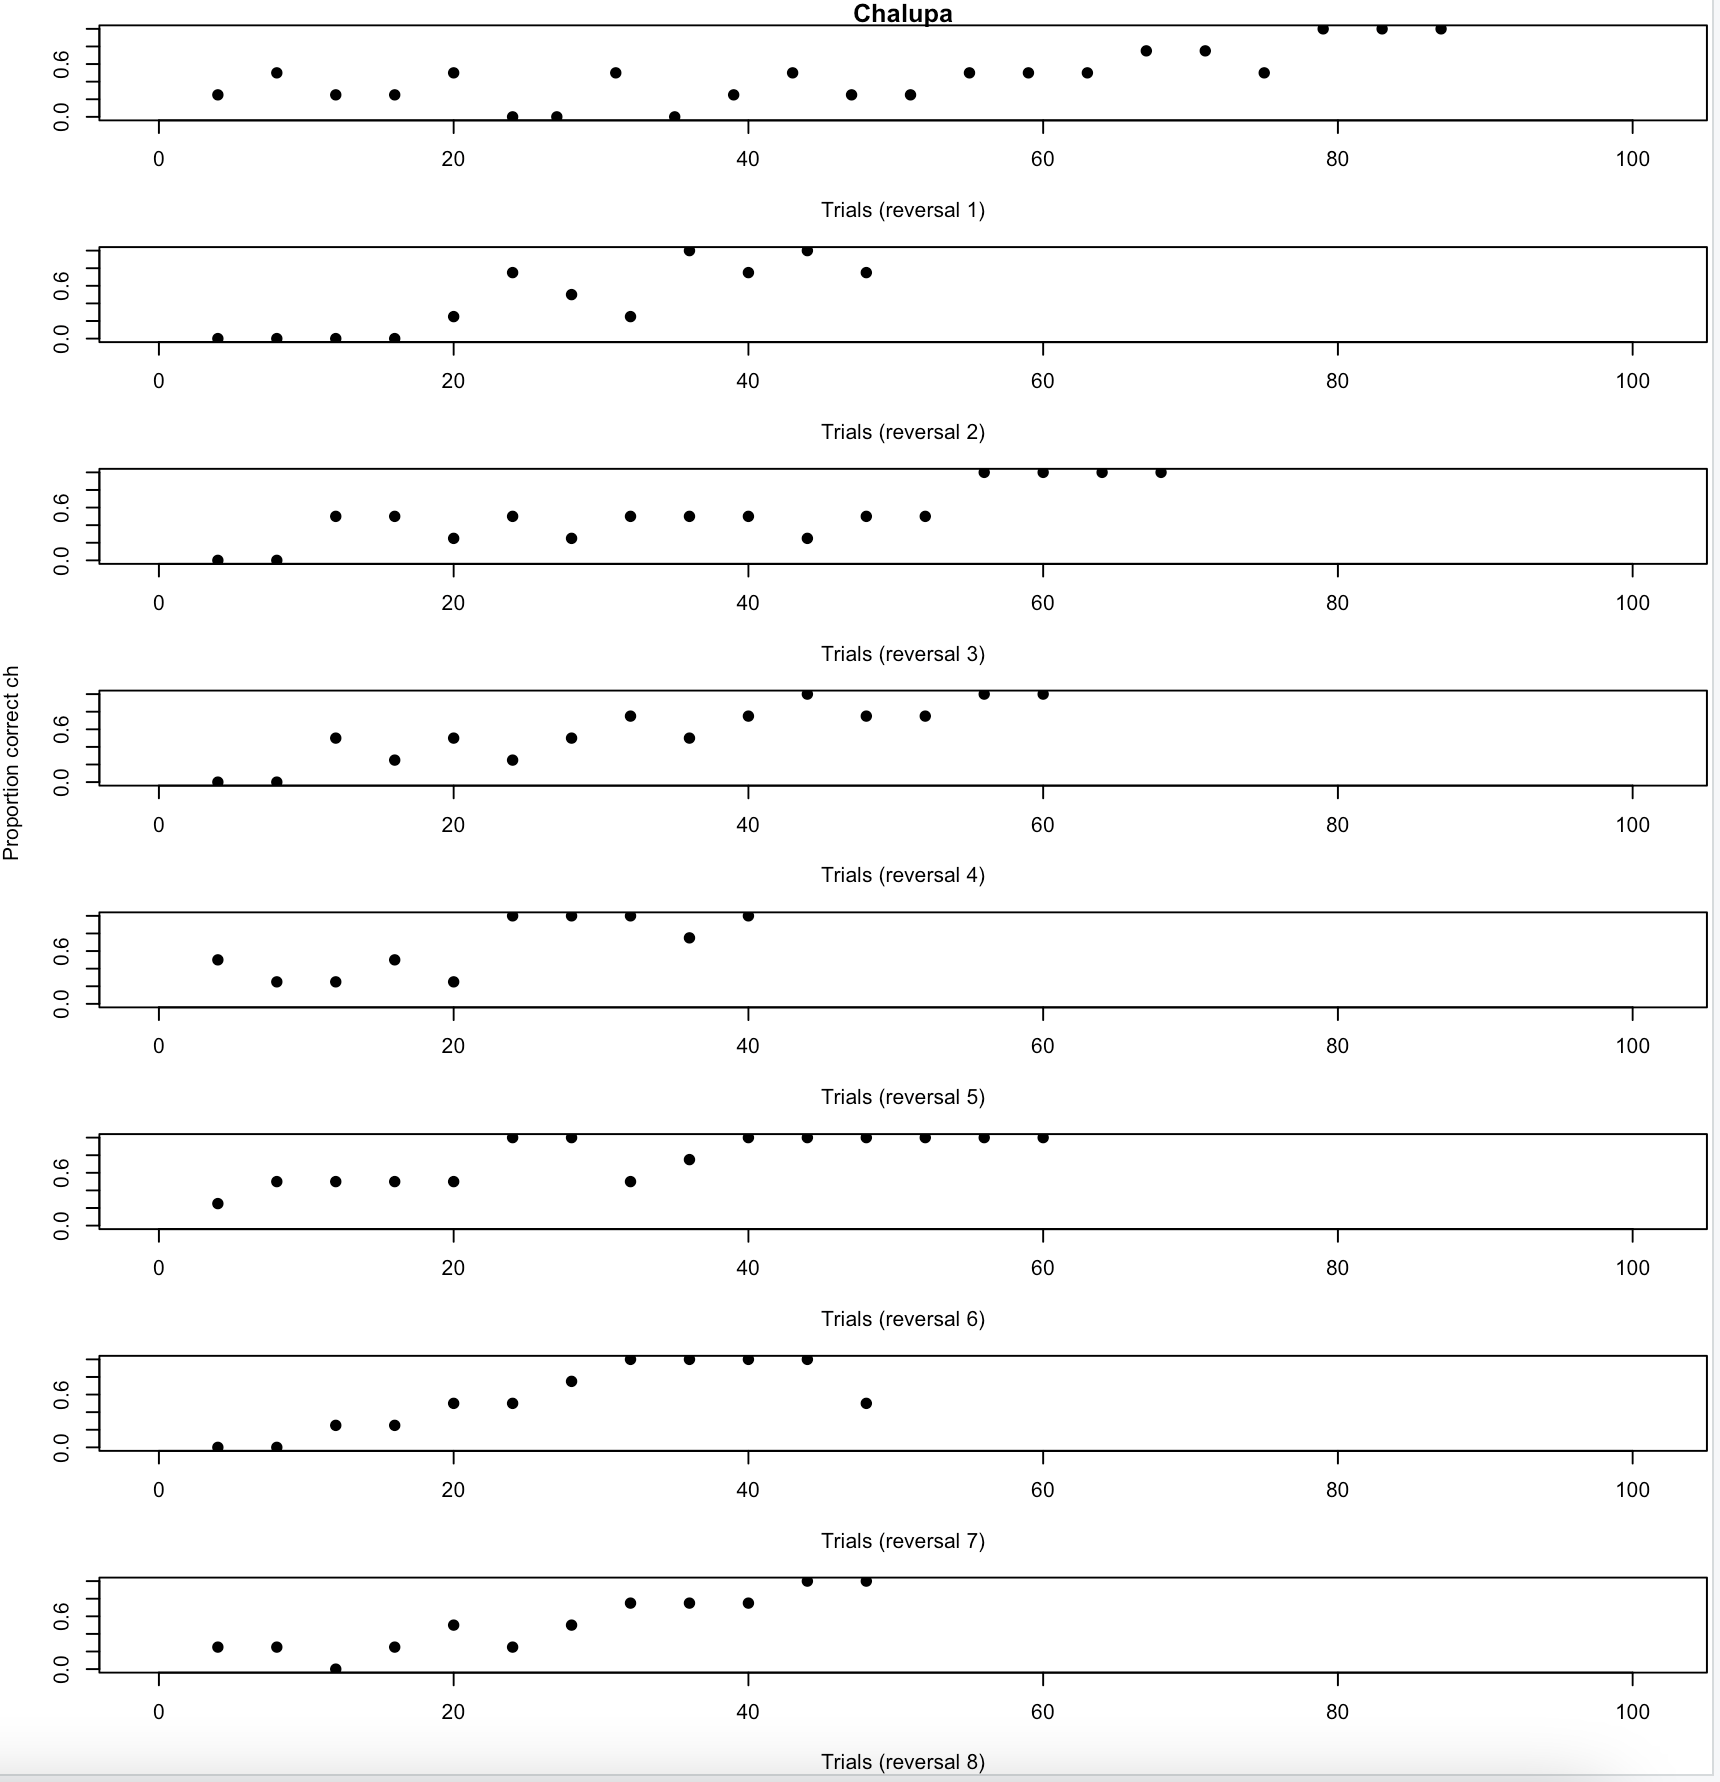 Chalupa
0.0 0.6
0 20 40 60 80 100
Trials (reversal 1)
0.0 0.6
0 20 40 60 80 100
Trials (reversal 2)
0.0 0.6
0 20 40 60 80 100
Trials (reversal 3)
Proportion correct ch
0.0 0.6
0 20 40 60 80 100
Trials (reversal 4)
0.0 0.6
0 20 40 60 80 100
Trials (reversal 5)
0.0 0.6
0 20 40 60 80 100
Trials (reversal 6)
0.0 0.6
0 20 40 60 80 100
Trials (reversal 7)
0.0 0.6
0 20 40 60 80 100
Trials (reversal 8)